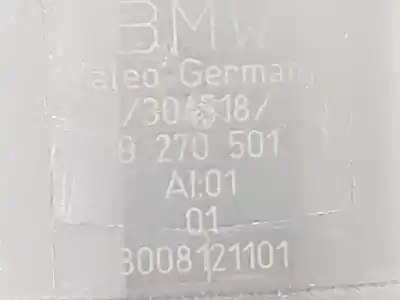 BMW
Valeo Germany
/304518/
8 270 501
AI:01
01
3008121101